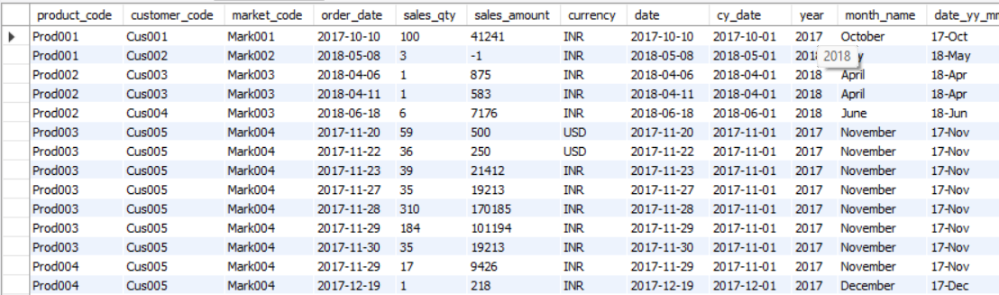 product_code customer_code market_code order_date sales_qty sales_amount currency date cy_date year month_name date_yy_m
Prod001 Cus001 Mark001 2017-10-10 100 41241 INR 2017-10-10 2017-10-01 2017 October 17-Oct
Prod001 Cus002 Mark002 2018-05-08 3 -1 INR 2018-05-08 2018-05-01 201 2018 y 18-May
Prod002 Cus003 Mark003 2018-04-06 1 875 INR 2018-04-06 2018-04-01 2018 April 18-Apr
Prod002 Cus003 Mark003 2018-04-11 1 583 INR 2018-04-11 2018-04-01 2018 April 18-Apr
Prod002 Cus004 Mark003 2018-06-18 6 7176 INR 2018-06-18 2018-06-01 2018 June 18-Jun
Prod003 Cus005 Mark004 2017-11-20 59 500 USD 2017-11-20 2017-11-01 2017 November 17-Nov
Prod003 Cus005 Mark004 2017-11-22 36 250 USD 2017-11-22 2017-11-01 2017 November 17-Nov
Prod003 Cus005 Mark004 2017-11-23 39 21412 INR 2017-11-23 2017-11-01 2017 November 17-Nov
Prod003 Cus005 Mark004 2017-11-27 35 19213 INR 2017-11-27 2017-11-01 2017 November 17-Nov
Prod003 Cus005 Mark004 2017-11-28 310 170185 INR 2017-11-28 2017-11-01 2017 November 17-Nov
Prod003 Cus005 Mark004 2017-11-29 184 101194 INR 2017-11-29 2017-11-01 2017 November 17-Nov
Prod003 Cus005 Mark004 2017-11-30 35 19213 INR 2017-11-30 2017-11-01 2017 November 17-Nov
Prod004 Cus005 Mark004 2017-11-29 17 9426 INR 2017-11-29 2017-11-01 2017 November 17-Nov
Prod004 Cus005 Mark004 2017-12-19 1 218 INR 2017-12-19 2017-12-01 2017 December 17-Dec